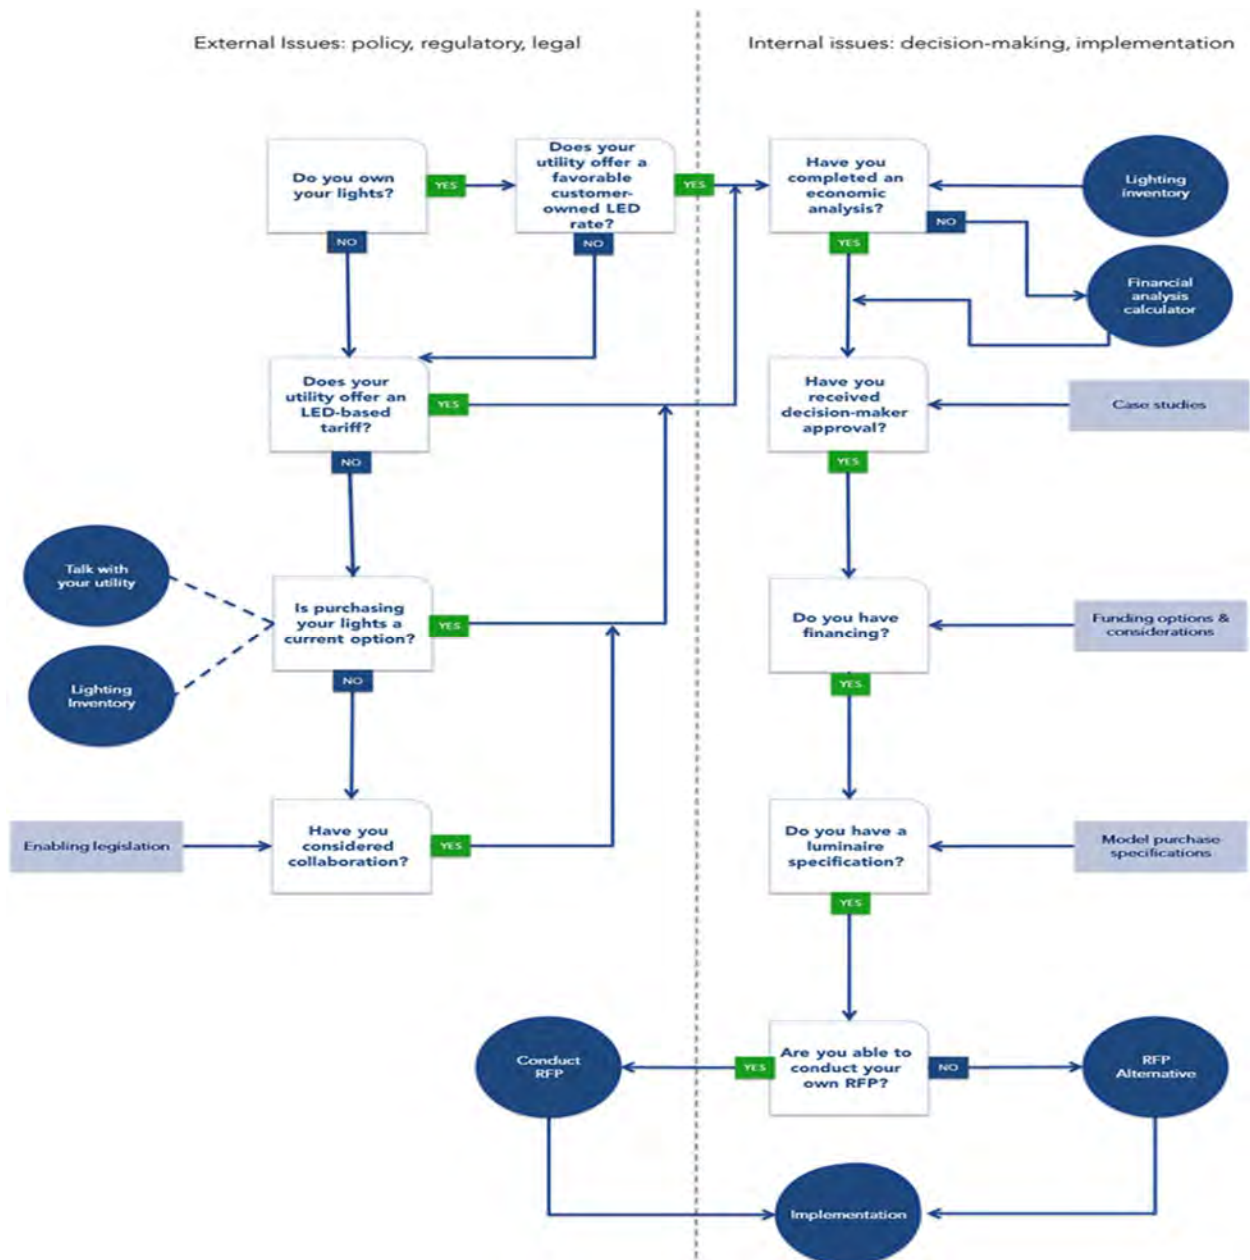 External Issues: policy, regulatory, legal
Internal issues: decision-making, implementation
Do you own
your lights?
YES
NO
Does your
utility offer a
favorable
customer-
owned LED
rate?
YES
NO
Have you
completed an
economic
analysis?
NO
YES
Lighting
inventory
Financial
analysis
calculator
Does your
utility offer an
LED-based
tariff?
YES
NO
Have you
received
decision-maker
approval?
YES
Case studies
Talk with
your utility
Lighting
Inventory
Is purchasing
your lights a
current option?
YES
NO
Do you have
financing?
YES
Funding options &
considerations
Enabling legislation
Have you
considered
collaboration?
YES
Do you have a
luminaire
specification?
YES
Model purchase
specifications
Conduct
RFP
YES
Are you able to
conduct your
own RFP?
NO
RFP
Alternative
Implementation